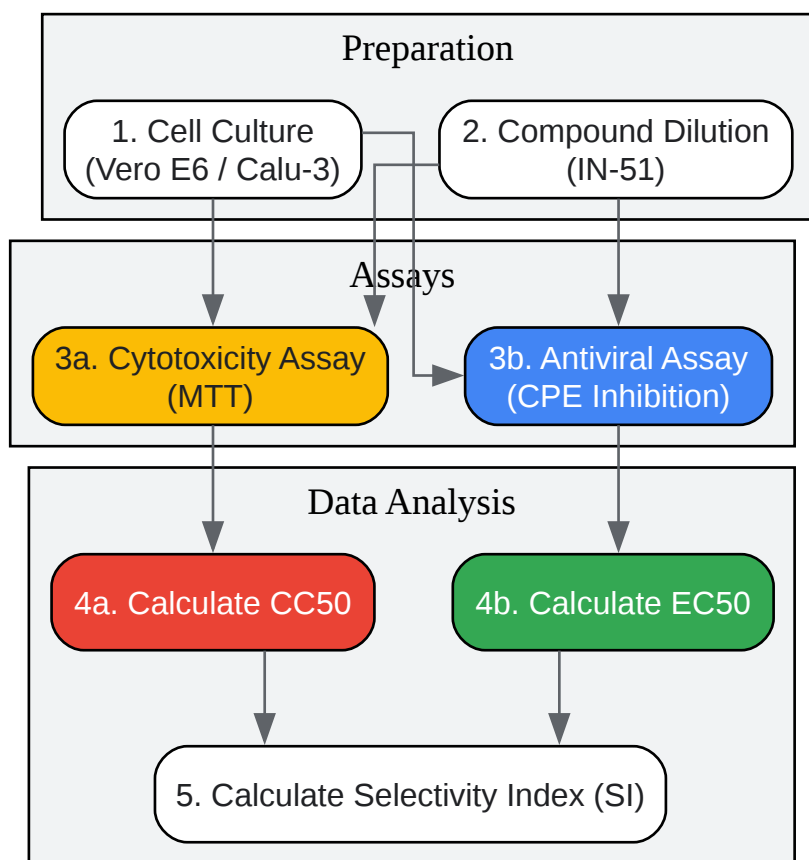 Preparation
1. Cell Culture
(Vero E6 / Calu-3)
2. Compound Dilution
(IN-51)
Assays
3a. Cytotoxicity Assay
(MTT)
3b. Antiviral Assay
(CPE Inhibition)
Data Analysis
4a. Calculate CC50
4b. Calculate EC50
5. Calculate Selectivity Index (SI)